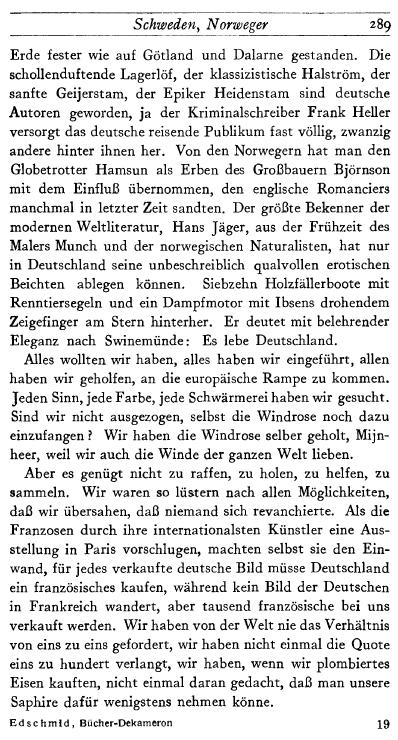 Schweden, Norweger 289
Erde fester wie auf Götland und Dalarne gestanden. Die
schollenduftende Lagerlöf, der klassizistische Halström, der
sanfte Geijerstam, der Epiker Heidenstam sind deutsche
Autoren geworden, ja der Kriminalschreiber Frank Heller
versorgt das deutsche reisende Publikum fast völlig, zwanzig
andere hinter ihnen her. Von den Norwegern hat man den
Globetrotter Hamsun als Erben des Großbauern Björnson
mit dem Einfluß übernommen, den englische Romanciers
manchmal in letzter Zeit sandten. Der größte Bekenner der
modernen Weltliteratur, Hans Jäger, aus der Frühzeit des
Malers Munch und der norwegischen Naturalisten, hat nur
in Deutschland seine unbeschreiblich qualvollen erotischen
Beichten ablegen können. Siebzehn Holzfällerboote mit
Renntiersegeln und ein Dampfmotor mit Ibsens drohendem
Zeigefinger am Stern hinterher. Er deutet mit belehrender
Eleganz nach Swinemünde: Es lebe Deutschland.
Alles wollten wir haben, alles haben wir eingeführt, allen
haben wir geholfen, an die europäische Rampe zu kommen.
Jeden Sinn, jede Farbe, jede Schwärmerei haben wir gesucht.
Sind wir nicht ausgezogen, selbst die Windrose noch dazu
einzufangen? Wir haben die Windrose selber geholt, Mijn-
heer, weil wir auch die Winde der ganzen Welt lieben.
Aber es genügt nicht zu raffen, zu holen, zu helfen, zu
sammeln. Wir waren so lüstern nach allen Möglichkeiten,
daß wir übersahen, daß niemand sich revanchierte. Als die
Franzosen durch ihre internationalsten Künstler eine Aus-
stellung in Paris vorschlugen, machten selbst sie den Ein-
wand, für jedes verkaufte deutsche Bild müsse Deutschland
ein französisches kaufen, während kein Bild der Deutschen
in Frankreich wandert, aber tausend französische bei uns
verkauft werden. Wir haben von der Welt nie das Verhältnis
von eins zu eins gefordert, wir haben nicht einmal die Quote
eins zu hundert verlangt, wir haben, wenn wir plombiertes
Eisen kauften, nicht einmal daran gedacht, daß man unsere
Saphire dafür wenigstens nehmen könne.
Edschmid, Bücher-Dekameron 19